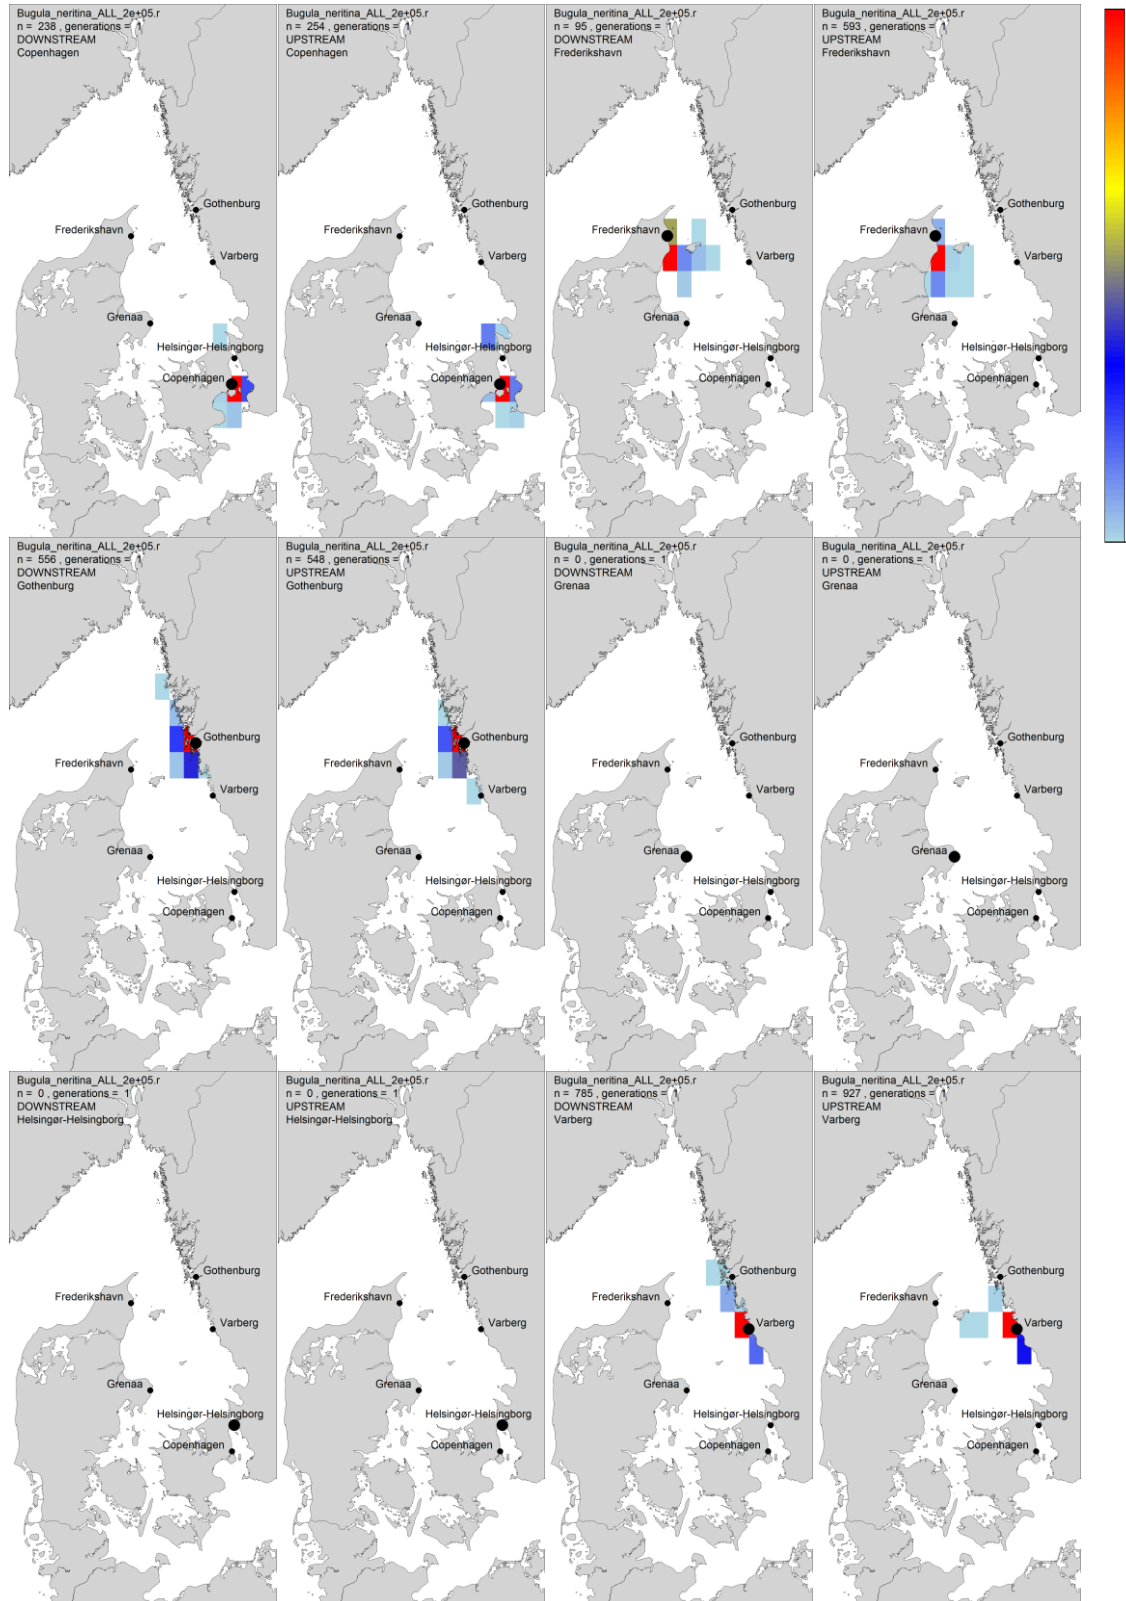 Bugula_neritina_ALL_2e+05.r
n = 238 , generations = 1
DOWNSTREAM
Copenhagen
Gothenburg
Frederikshavn
Varberg
Grenaa
Helsingør-Helsingborg
Copenhagen
Bugula_neritina_ALL_2e+05.r
n = 254 , generations = 1
UPSTREAM
Copenhagen
Gothenburg
Frederikshavn
Varberg
Grenaa
Helsingør-Helsingborg
Copenhagen
Bugula_neritina_ALL_2e+05.r
n = 95 , generations = 1
DOWNSTREAM
Frederikshavn
Gothenburg
Frederikshavn
Varberg
Grenaa
Helsingør-Helsingborg
Copenhagen
Bugula_neritina_ALL_2e+05.r
n = 593 , generations = 1
UPSTREAM
Frederikshavn
Gothenburg
Frederikshavn
Varberg
Grenaa
Helsingør-Helsingborg
Copenhagen
Bugula_neritina_ALL_2e+05.r
n = 556 , generations = 1
DOWNSTREAM
Gothenburg
Gothenburg
Frederikshavn
Varberg
Grenaa
Helsingør-Helsingborg
Copenhagen
Bugula_neritina_ALL_2e+05.r
n = 548 , generations = 1
UPSTREAM
Gothenburg
Gothenburg
Frederikshavn
Varberg
Grenaa
Helsingør-Helsingborg
Copenhagen
Bugula_neritina_ALL_2e+05.r
n = 0 , generations = 1
DOWNSTREAM
Grenaa
Gothenburg
Frederikshavn
Varberg
Grenaa
Helsingør-Helsingborg
Copenhagen
Bugula_neritina_ALL_2e+05.r
n = 0 , generations = 1
UPSTREAM
Grenaa
Gothenburg
Frederikshavn
Varberg
Grenaa
Helsingør-Helsingborg
Copenhagen
Bugula_neritina_ALL_2e+05.r
n = 0 , generations = 1
DOWNSTREAM
Helsingør-Helsingborg
Gothenburg
Frederikshavn
Varberg
Grenaa
Helsingør-Helsingborg
Copenhagen
Bugula_neritina_ALL_2e+05.r
n = 0 , generations = 1
UPSTREAM
Helsingør-Helsingborg
Gothenburg
Frederikshavn
Varberg
Grenaa
Helsingør-Helsingborg
Copenhagen
Bugula_neritina_ALL_2e+05.r
n = 785 , generations = 1
DOWNSTREAM
Varberg
Gothenburg
Frederikshavn
Varberg
Grenaa
Helsingør-Helsingborg
Copenhagen
Bugula_neritina_ALL_2e+05.r
n = 927 , generations = 1
UPSTREAM
Varberg
Gothenburg
Frederikshavn
Varberg
Grenaa
Helsingør-Helsingborg
Copenhagen